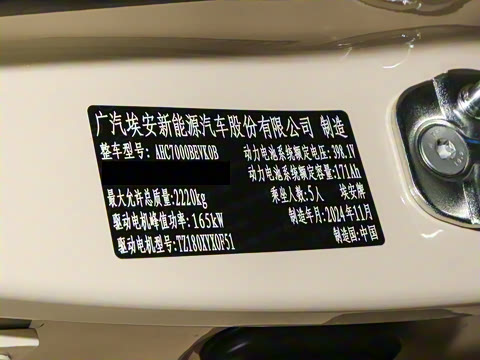 广汽埃安新能源汽车股份有限公司 制造
整车型号: AHC7000BEVK0B 动力电池系统额定电压: 398.1V
动力电池系统额定容量: 171Ah
最大允许总质量: 2220kg 乘坐人数: 5人 埃安牌
驱动电机峰值功率: 165kW 制造年月: 2024年11月
驱动电机型号: TZ180XYX0F51 制造国: 中国